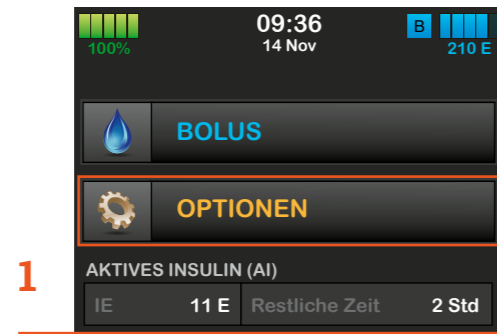 09:36
B
100% 14 Nov 210 E
BOLUS
OPTIONEN
1
AKTIVES INSULIN (AI)
IE 11 E Restliche Zeit 2 Std